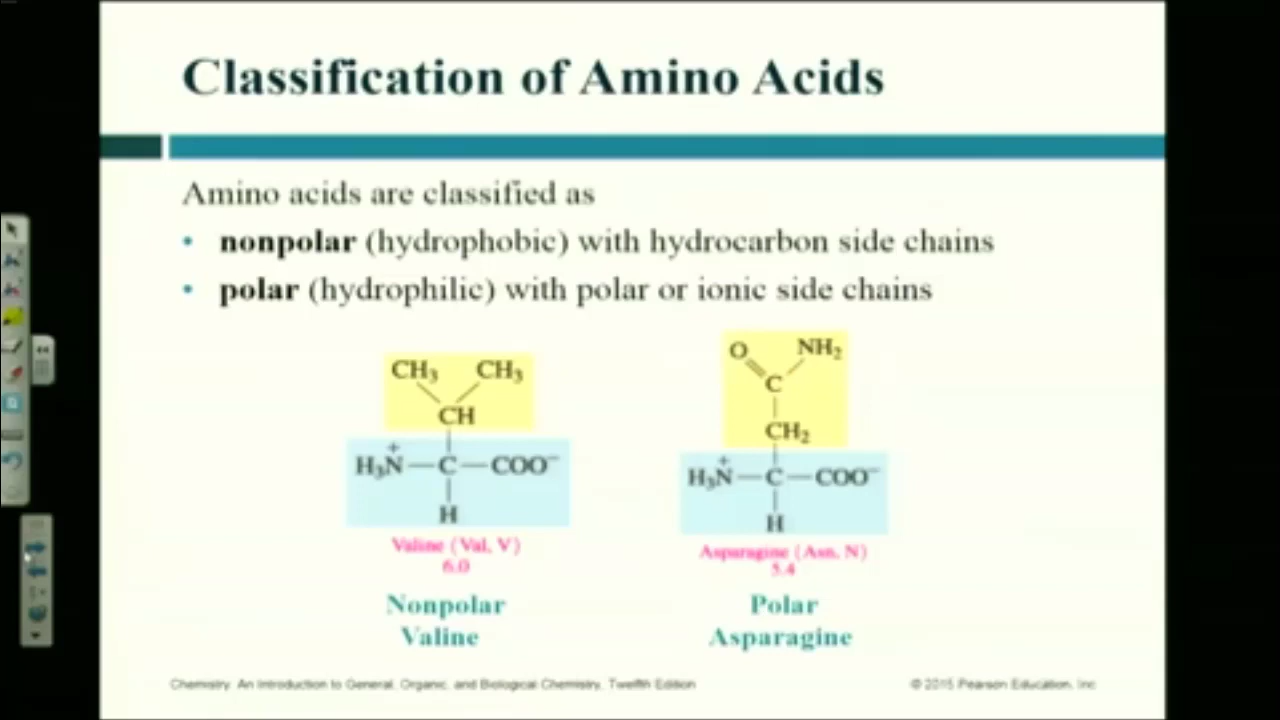 Classification of Amino Acids
Amino acids are classified as
• nonpolar (hydrophobic) with hydrocarbon side chains
• polar (hydrophilic) with polar or ionic side chains
CH₃ CH₃
CH
H₃N⁺—C—COO⁻
H
Valine (Val, V)
6.0
Nonpolar
Valine
O NH₂
C
CH₂
H₃N⁺—C—COO⁻
H
Asparagine (Asn, N)
5.4
Polar
Asparagine
Chemistry: An Introduction to General, Organic, and Biological Chemistry, Twelfth Edition
© 2015 Pearson Education, Inc